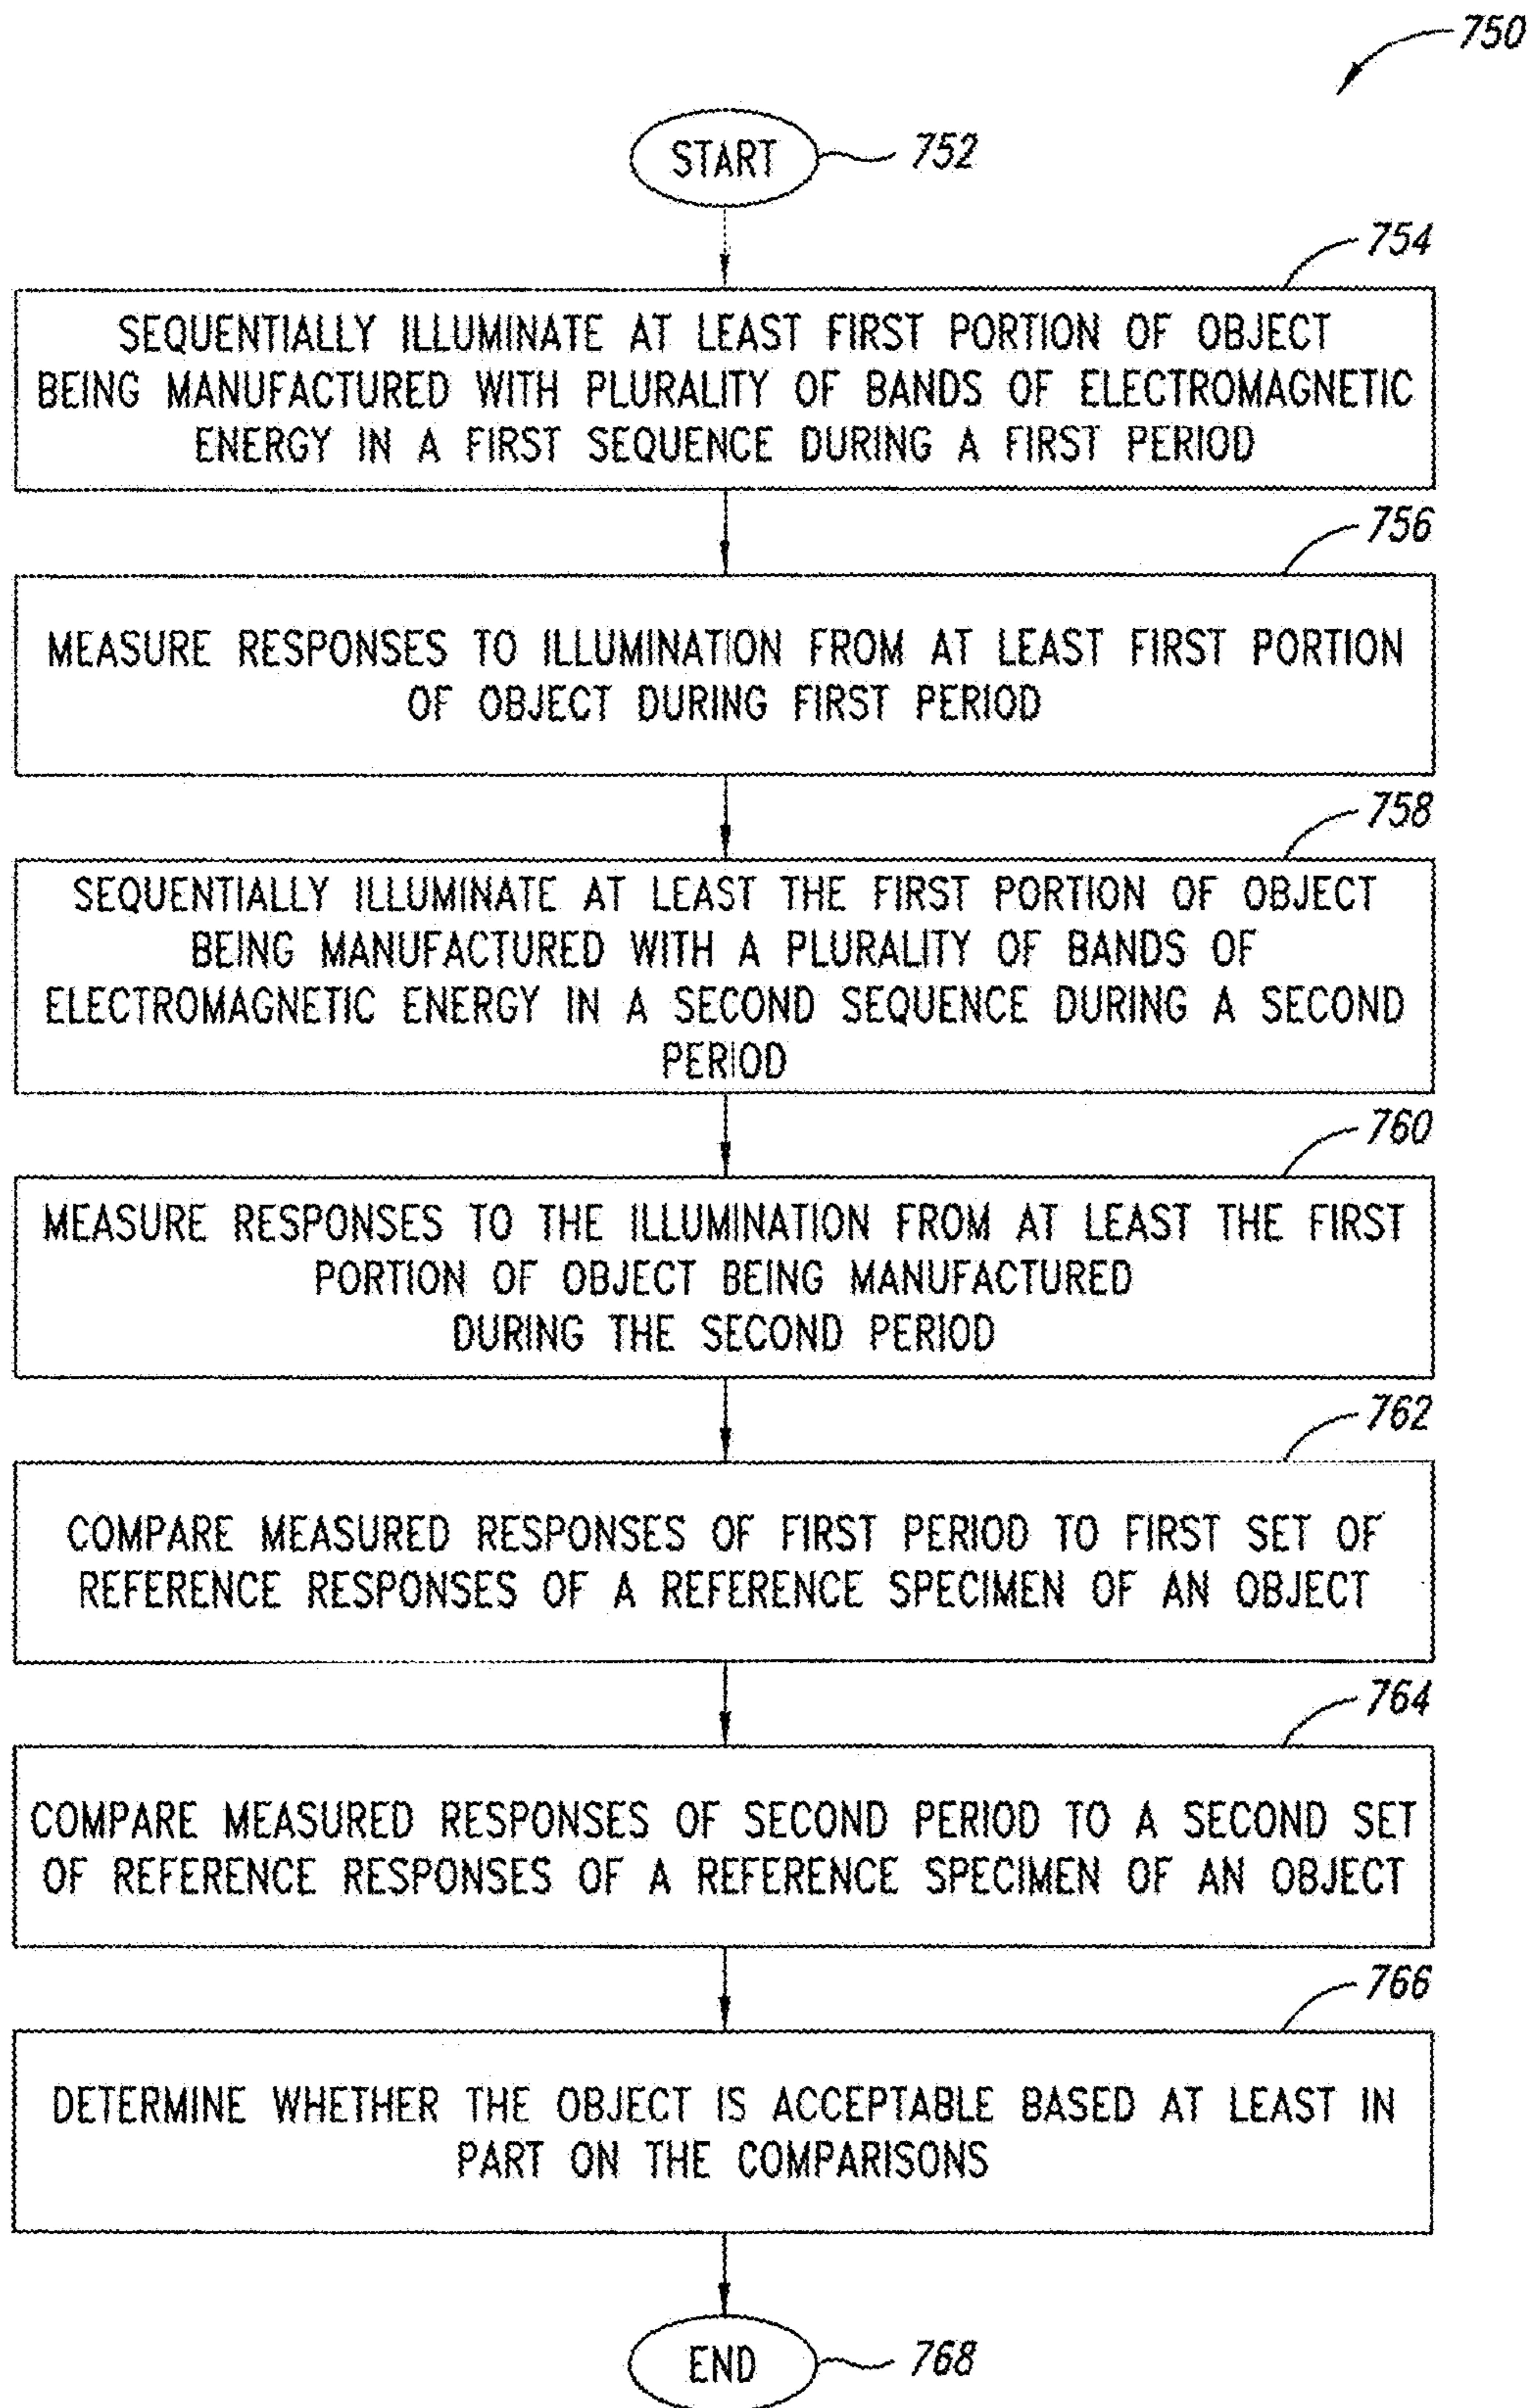 750
START
752
754
SEQUENTIALLY ILLUMINATE AT LEAST FIRST PORTION OF OBJECT
BEING MANUFACTURED WITH PLURALITY OF BANDS OF ELECTROMAGNETIC
ENERGY IN A FIRST SEQUENCE DURING A FIRST PERIOD
756
MEASURE RESPONSES TO ILLUMINATION FROM AT LEAST FIRST PORTION
OF OBJECT DURING FIRST PERIOD
758
SEQUENTIALLY ILLUMINATE AT LEAST THE FIRST PORTION OF OBJECT
BEING MANUFACTURED WITH A PLURALITY OF BANDS OF
ELECTROMAGNETIC ENERGY IN A SECOND SEQUENCE DURING A SECOND
PERIOD
760
MEASURE RESPONSES TO THE ILLUMINATION FROM AT LEAST THE FIRST
PORTION OF OBJECT BEING MANUFACTURED
DURING THE SECOND PERIOD
762
COMPARE MEASURED RESPONSES OF FIRST PERIOD TO FIRST SET OF
REFERENCE RESPONSES OF A REFERENCE SPECIMEN OF AN OBJECT
764
COMPARE MEASURED RESPONSES OF SECOND PERIOD TO A SECOND SET
OF REFERENCE RESPONSES OF A REFERENCE SPECIMEN OF AN OBJECT
766
DETERMINE WHETHER THE OBJECT IS ACCEPTABLE BASED AT LEAST IN
PART ON THE COMPARISONS
END
768